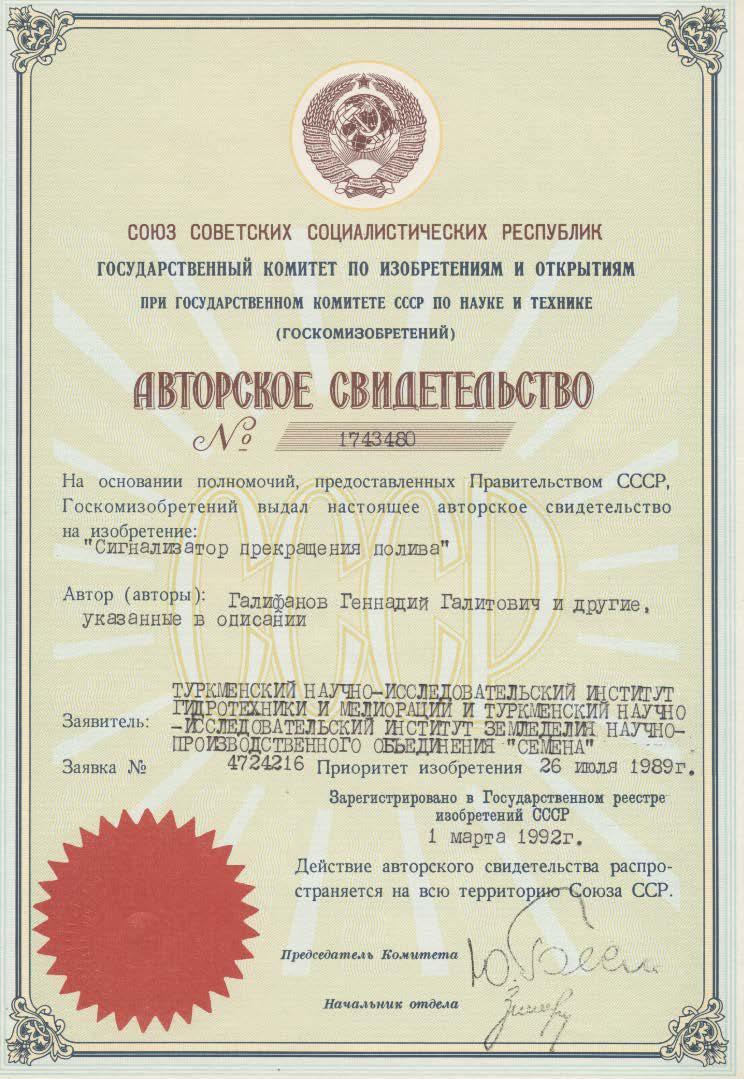 СОЮЗ СОВЕТСКИХ СОЦИАЛИСТИЧЕСКИХ РЕСПУБЛИК
ГОСУДАРСТВЕННЫЙ КОМИТЕТ ПО ИЗОБРЕТЕНИЯМ И ОТКРЫТИЯМ
ПРИ ГОСУДАРСТВЕННОМ КОМИТЕТЕ СССР ПО НАУКЕ И ТЕХНИКЕ
(ГОСКОМИЗОБРЕТЕНИЙ)
АВТОРСКОЕ СВИДЕТЕЛЬСТВО
№ 1743480
На основании полномочий, предоставленных Правительством СССР,
Госкомизобретений выдал настоящее авторское свидетельство
на изобретение:
"Сигнализатор прекращения полива"
Автор (авторы): Галифанов Геннадий Галитович и другие,
указанные в описании
СССР
ТУРКМЕНСКИЙ НАУЧНО-ИССЛЕДОВАТЕЛЬСКИЙ ИНСТИТУТ
ГИДРОТЕХНИКИ И МЕЛИОРАЦИИ И ТУРКМЕНСКИЙ НАУЧНО
Заявитель: -ИССЛЕДОВАТЕЛЬСКИЙ ИНСТИТУТ ЗЕМЛЕДЕЛИЯ НАУЧНО-
ПРОИЗВОДСТВЕННОГО ОБЪЕДИНЕНИЯ "СЕМЕНА"
Заявка № 4724216 Приоритет изобретения 26 июля 1989г.
Зарегистрировано в Государственном реестре
изобретений СССР
1 марта 1992г.
Действие авторского свидетельства распро-
страняется на всю территорию Союза ССР.
Председатель Комитета
Начальник отдела